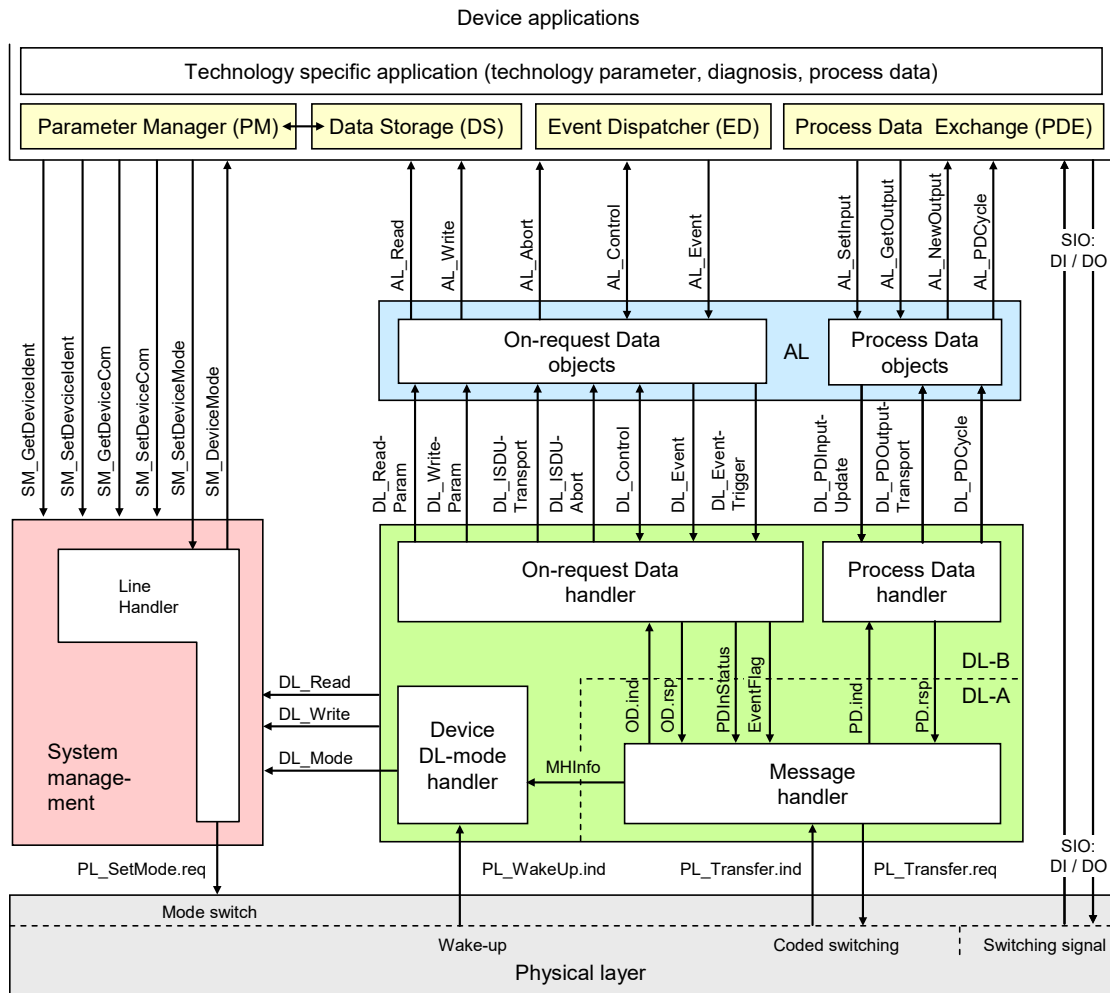 Device applications
Technology specific application (technology parameter, diagnosis, process data)
Parameter Manager (PM)
Data Storage (DS)
Event Dispatcher (ED)
Process Data Exchange (PDE)
SM_GetDeviceIdent
SM_SetDevciceIdent
SM_GetDeviceCom
SM_SetDeviceCom
SM_SetDeviceMode
SM_DeviceMode
AL_Read
AL_Write
AL_Abort
AL_Control
AL_Event
AL_SetInput
AL_GetOutput
AL_NewOutput
AL_PDCycle
SIO:
DI / DO
On-request Data
objects
AL
Process Data
objects
DL_Read-
Param
DL_Write-
Param
DL_ISDU-
Transport
DL_ISDU-
Abort
DL_Control
DL_Event
DL_Event-
Trigger
DL_PDInput-
Update
DL_PDOutput-
Transport
DL_PDCycle
Line
Handler
On-request Data
handler
Process Data
handler
OD.ind
OD.rsp
PDInStatus
EventFlag
PD.ind
PD.rsp
DL-B
DL-A
DL_Read
DL_Write
DL_Mode
System
manage-
ment
Device
DL-mode
handler
MHInfo
Message
handler
PL_SetMode.req
PL_WakeUp.ind
PL_Transfer.ind
PL_Transfer.req
SIO:
DI / DO
Mode switch
Wake-up
Coded switching
Switching signal
Physical layer